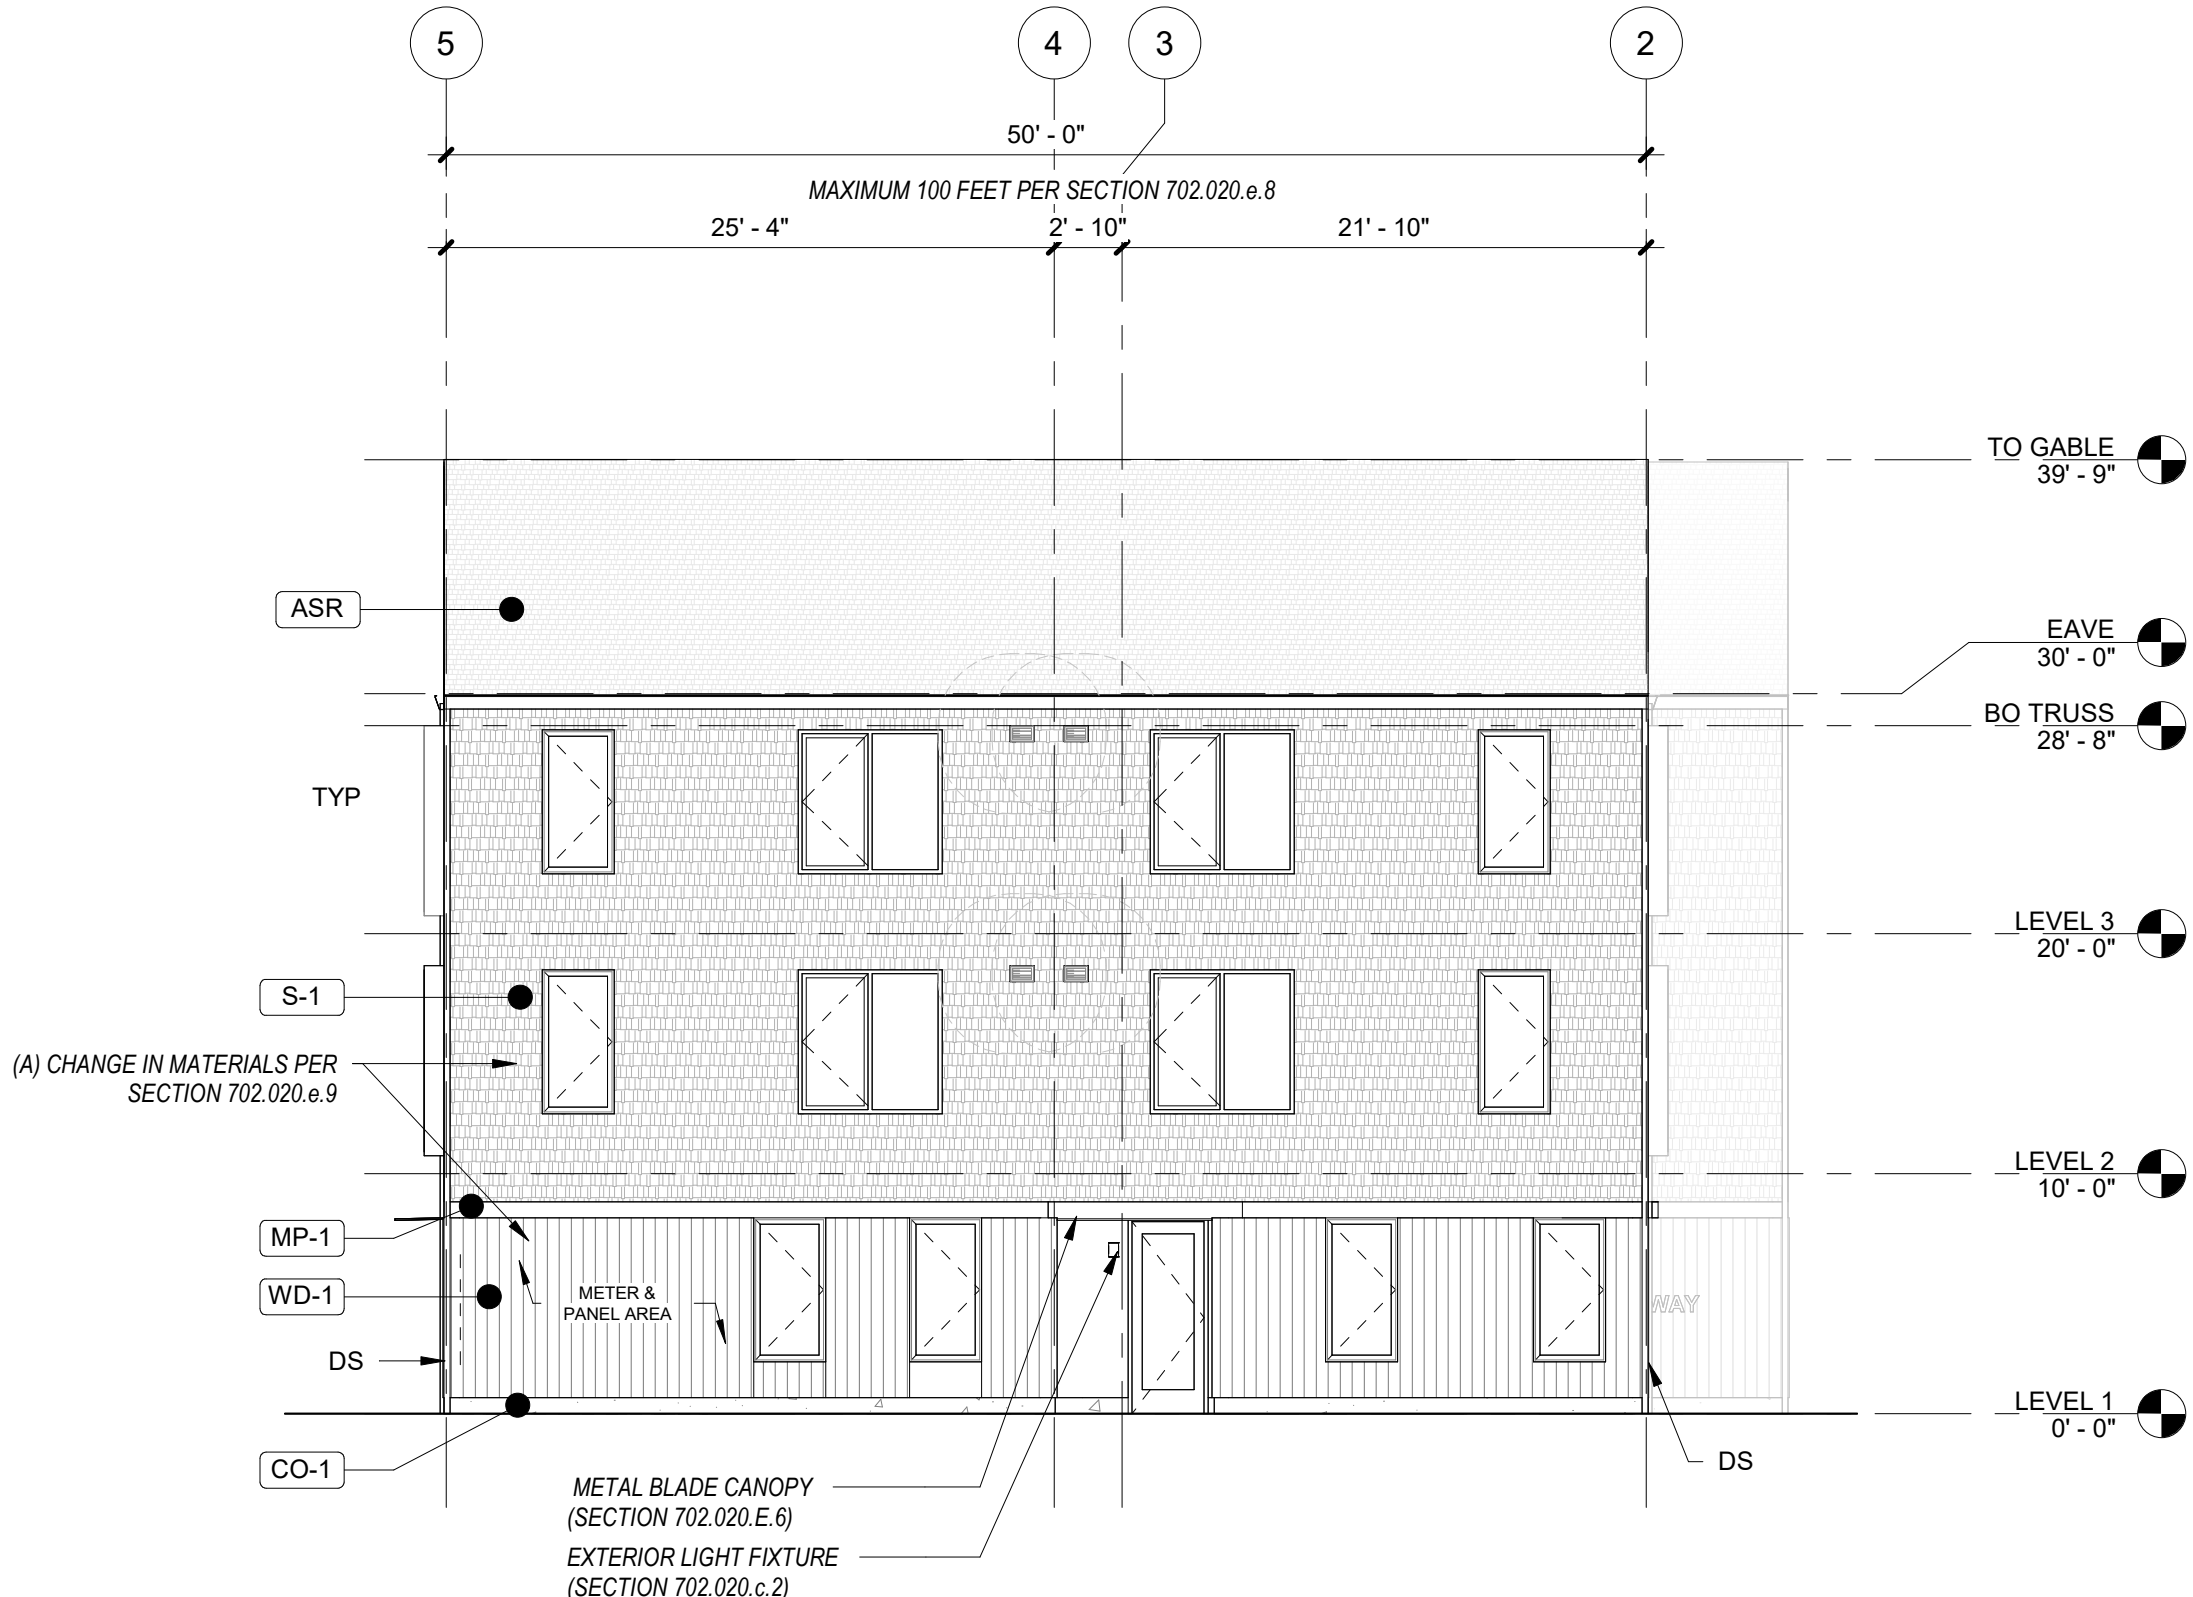 5
4
3
2
50' - 0"
MAXIMUM 100 FEET PER SECTION 702.020.e.8
25' - 4"
2' - 10"
21' - 10"
TO GABLE
39' - 9"
ASR
EAVE
30' - 0"
BO TRUSS
28' - 8"
TYP
LEVEL 3
20' - 0"
S-1
(A) CHANGE IN MATERIALS PER
SECTION 702.020.e.9
LEVEL 2
10' - 0"
MP-1
WD-1
METER &
PANEL AREA
WAY
DS
LEVEL 1
0' - 0"
CO-1
DS
METAL BLADE CANOPY
(SECTION 702.020.E.6)
EXTERIOR LIGHT FIXTURE
(SECTION 702.020.c.2)